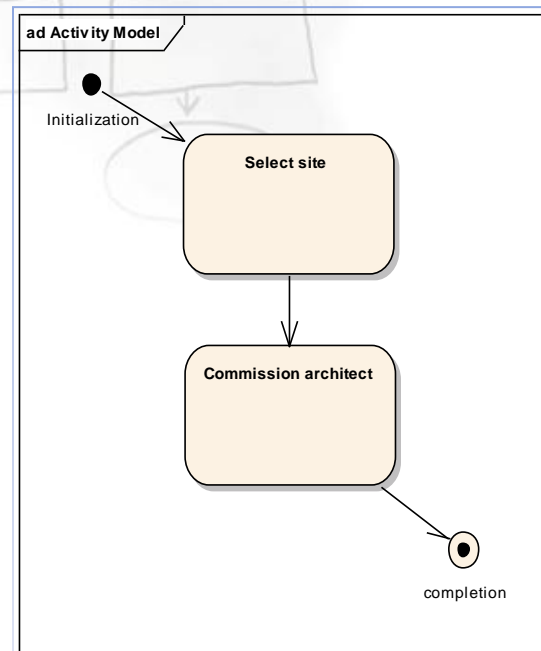 ad Activity Model
Initialization
Select site
Commission architect
completion